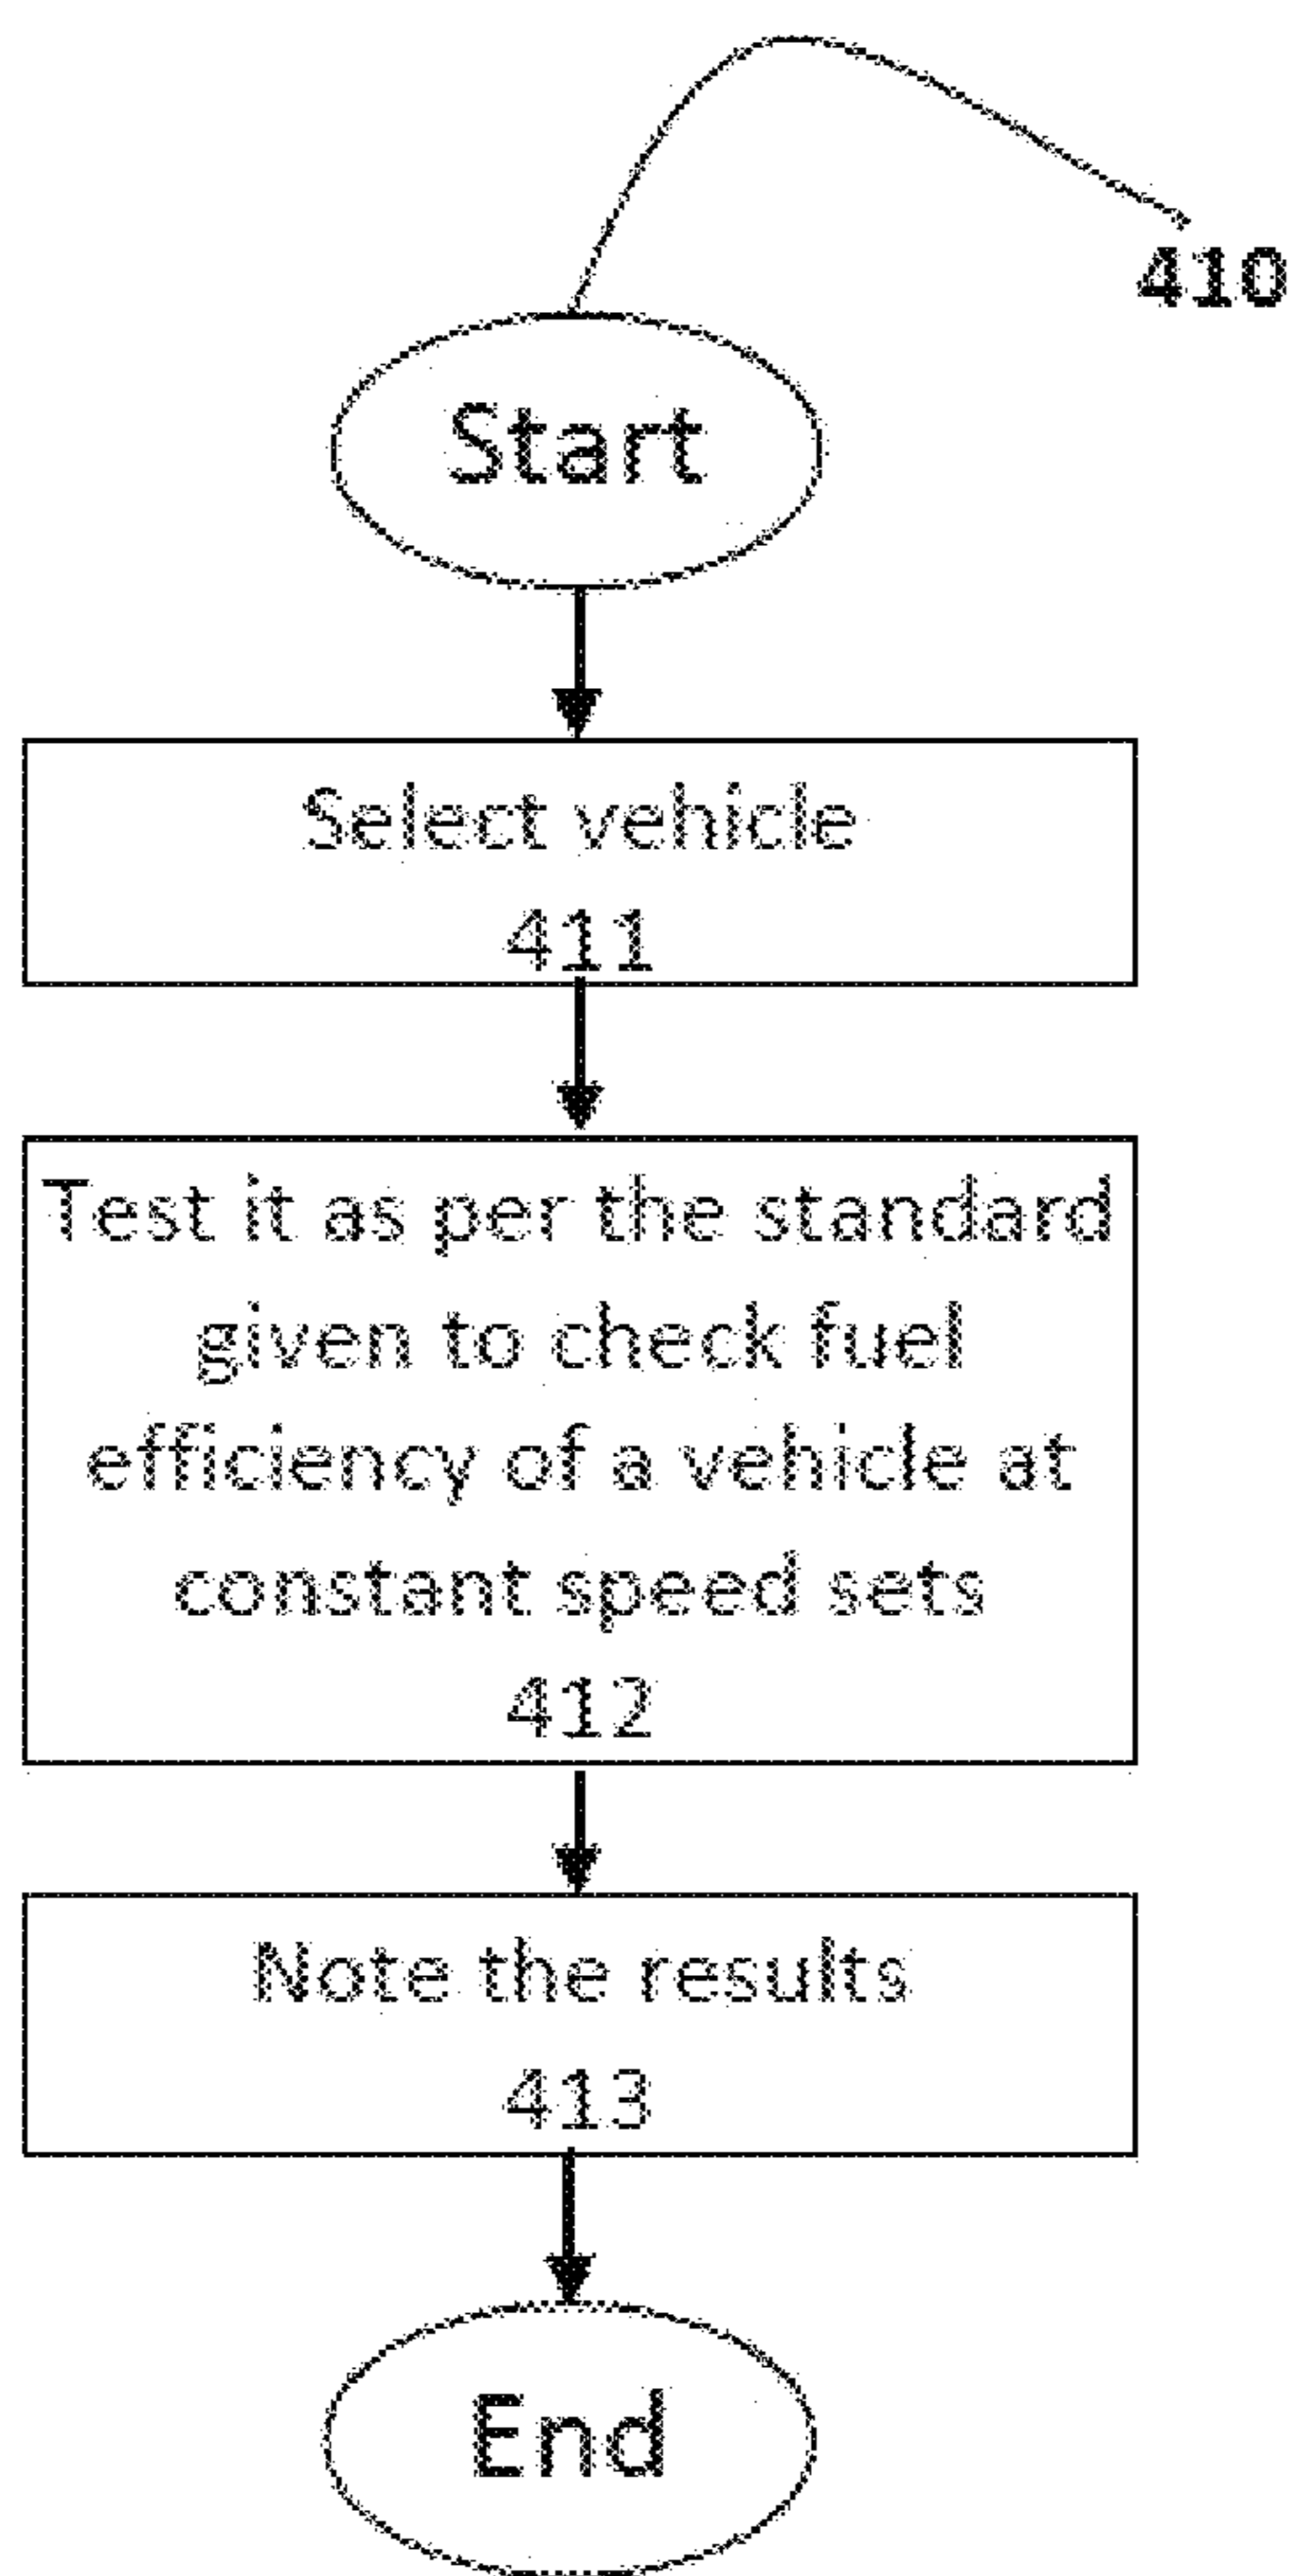 410
Start
Select vehicle
411
Test it as per the standard
given to check fuel
efficiency of a vehicle at
constant speed sets
412
Note the results
413
End